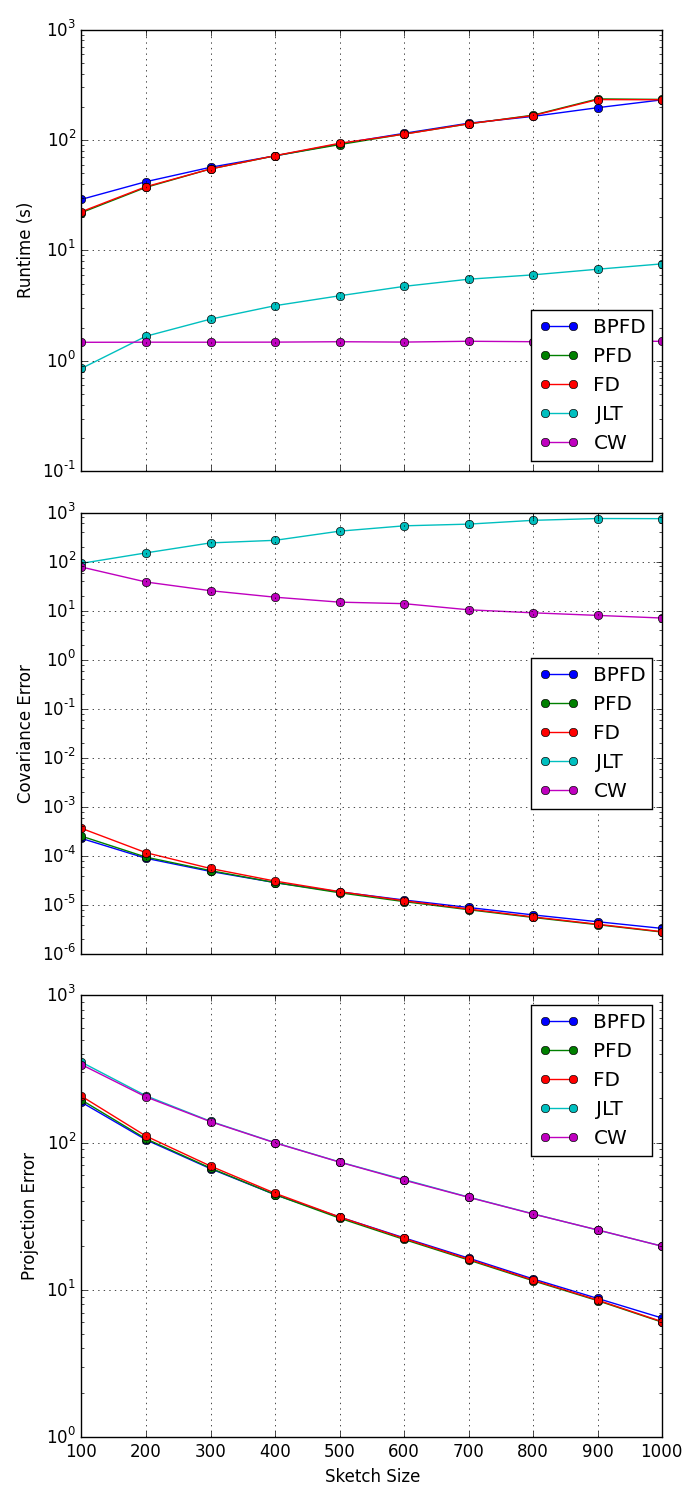 10^3
10^2
10^1
10^0
10^-1
Runtime (s)
BPFD
PFD
FD
JLT
CW
10^3
10^2
10^1
10^0
10^-1
10^-2
10^-3
10^-4
10^-5
10^-6
Covariance Error
BPFD
PFD
FD
JLT
CW
10^3
10^2
10^1
10^0
Projection Error
BPFD
PFD
FD
JLT
CW
100 200 300 400 500 600 700 800 900 1000
Sketch Size